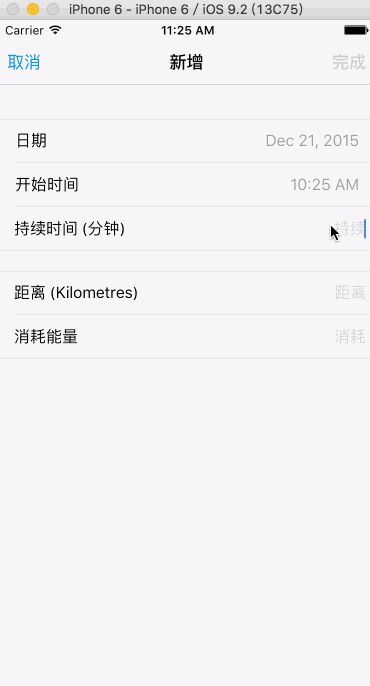 iPhone 6 - iPhone 6 / iOS 9.2 (13C75)
Carrier 11:25 AM
取消 新增 完成
日期 Dec 21, 2015
开始时间 10:25 AM
持续时间 (分钟) 持续
距离 (Kilometres) 距离
消耗能量 消耗